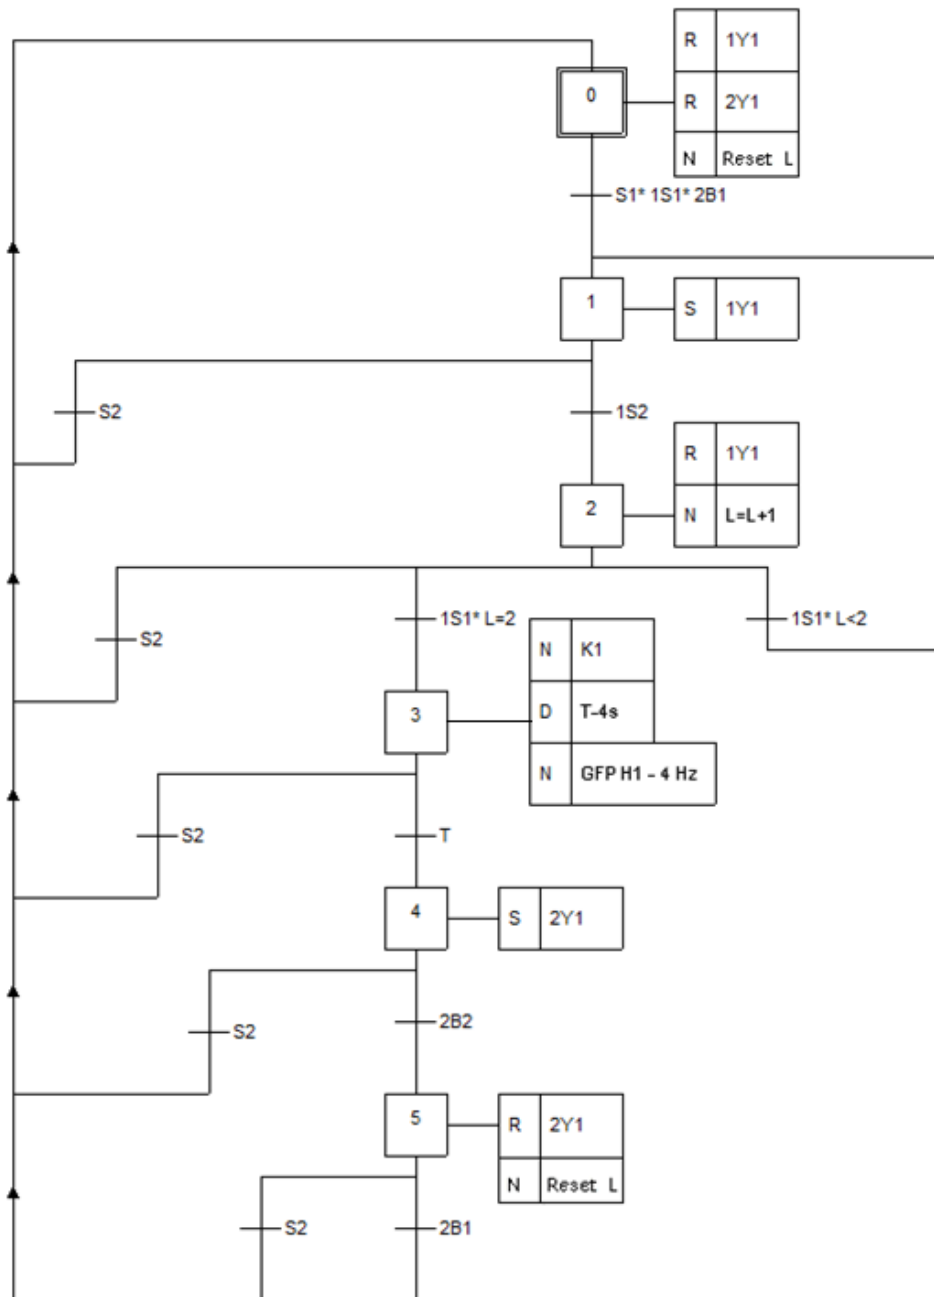 R 1Y1
0
R 2Y1
N Reset L
S1* 1S1* 2B1
1
S 1Y1
S2
1S2
R 1Y1
2
N L=L+1
S2
1S1* L=2
1S1* L<2
N K1
3
D T-4s
N GFP H1 - 4 Hz
S2
T
4
S 2Y1
S2
2B2
5
R 2Y1
N Reset L
S2
2B1